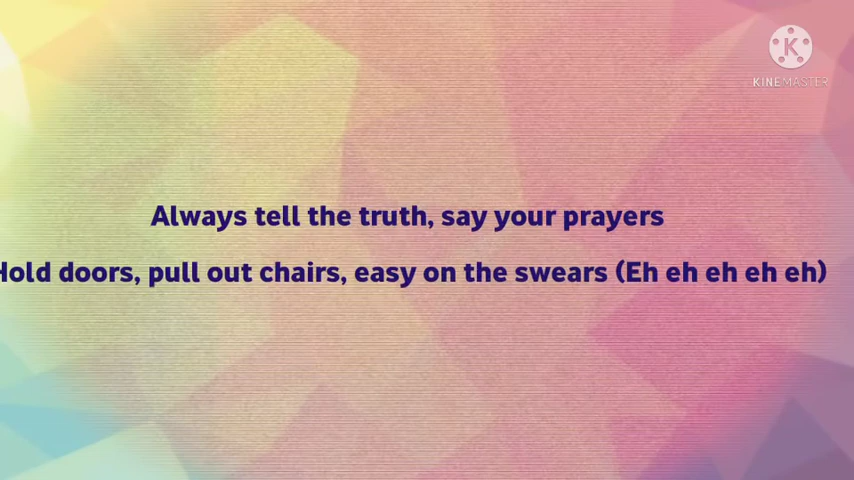 KINEMASTER
Always tell the truth, say your prayers
Hold doors, pull out chairs, easy on the swears (Eh eh eh eh eh)